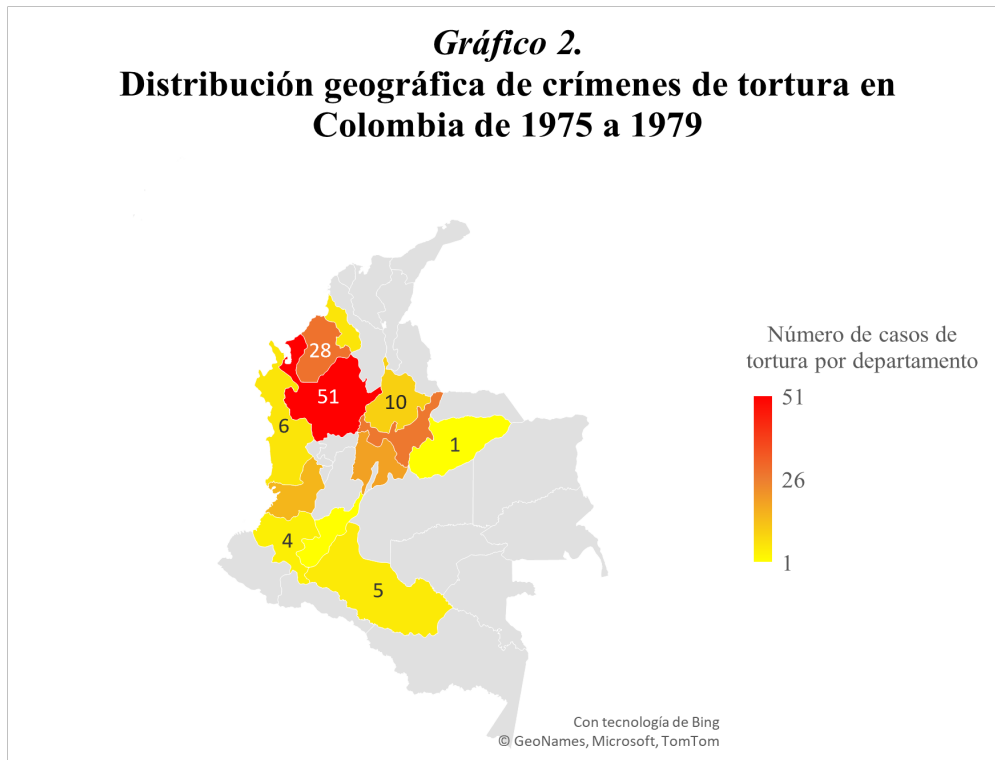 Gráfico 2.
Distribución geográfica de crímenes de tortura en
Colombia de 1975 a 1979
28
51
10
6
1
4
5
Número de casos de
tortura por departamento
51
26
1
Con tecnología de Bing
© GeoNames, Microsoft, TomTom